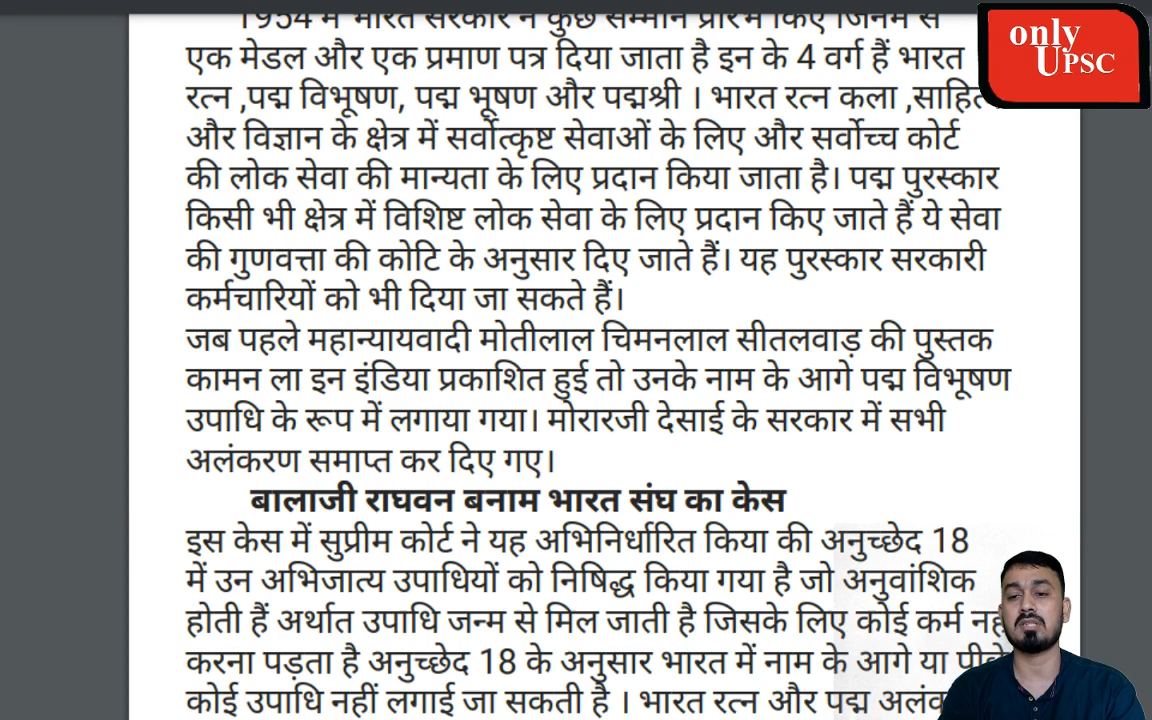 1954 में भारत सरकार ने कुछ सम्मान प्रारंभ किए जिनमें से
एक मेडल और एक प्रमाण पत्र दिया जाता है इन के 4 वर्ग हैं भारत
रत्न ,पद्म विभूषण, पद्म भूषण और पद्मश्री । भारत रत्न कला
और विज्ञान के क्षेत्र में सर्वोत्कृष्ट सेवाओं के लिए और सर्वोच्च कोर्ट
की लोक सेवा की मान्यता के लिए प्रदान किया जाता है। पद्म पुरस्कार
किसी भी क्षेत्र में विशिष्ट लोक सेवा के लिए प्रदान किए जाते हैं ये सेवा
की गुणवत्ता की कोटि के अनुसार दिए जाते हैं। यह पुरस्कार सरकारी
कर्मचारियों को भी दिया जा सकते हैं।
जब पहले महान्यायवादी मोतीलाल चिमनलाल सीतलवाड़ की पुस्तक
कामन ला इन इंडिया प्रकाशित हुई तो उनके नाम के आगे पद्म विभूषण
उपाधि के रूप में लगाया गया। मोरारजी देसाई के सरकार में सभी
अलंकरण समाप्त कर दिए गए।
बालाजी राघवन बनाम भारत संघ का केस
इस केस में सुप्रीम कोर्ट ने यह अभिनिर्धारित किया की अनुच्छेद 18
में उन अभिजात्य उपाधियों को निषिद्ध किया गया है जो अनुवांशिक
होती हैं अर्थात उपाधि जन्म से मिल जाती है जिसके लिए कोई कर्म
करना पड़ता है अनुच्छेद 18 के अनुसार भारत में नाम के आगे या
कोई उपाधि नहीं लगाई जा सकती है । भारत रत्न और पद्म
only
UPSC